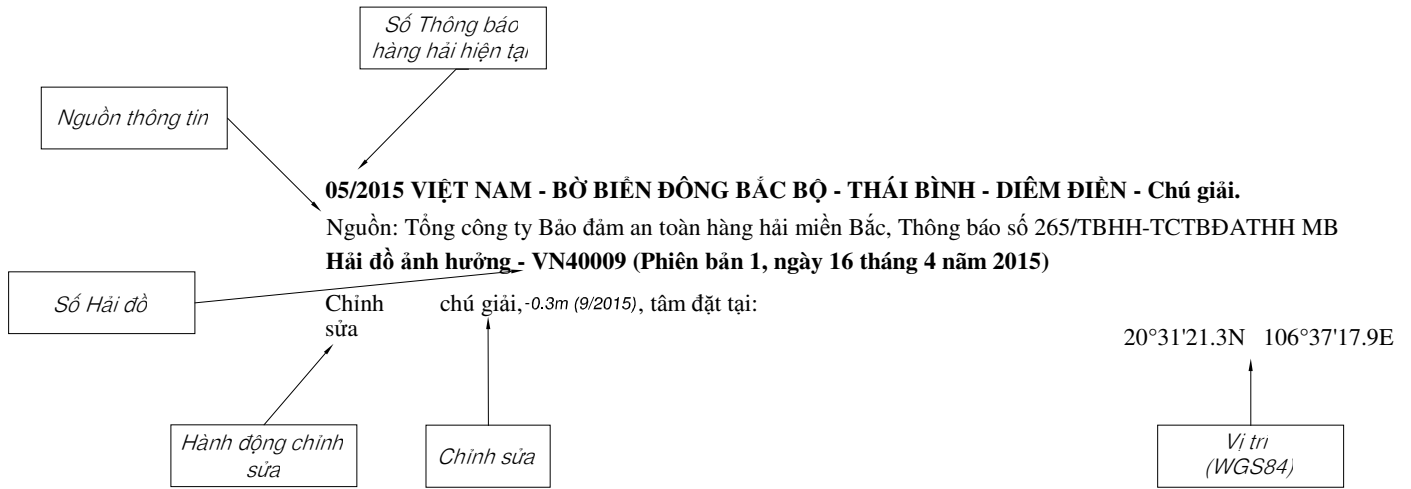 Số Thông báo
hàng hải hiện tại
Nguồn thông tin
05/2015 VIỆT NAM - BỜ BIỂN ĐÔNG BẮC BỘ - THÁI BÌNH - DIÊM ĐIỀN - Chú giải.
Nguồn: Tổng công ty Bảo đảm an toàn hàng hải miền Bắc, Thông báo số 265/TBHH-TCTBĐATHH MB
Hải đồ ảnh hưởng - VN40009 (Phiên bản 1, ngày 16 tháng 4 năm 2015)
Số Hải đồ
Chỉnh sửa chú giải, -0.3m (9/2015), tâm đặt tại:
20°31'21.3N 106°37'17.9E
Hành động chỉnh
sửa
Chỉnh sửa
Vị trí
(WGS84)